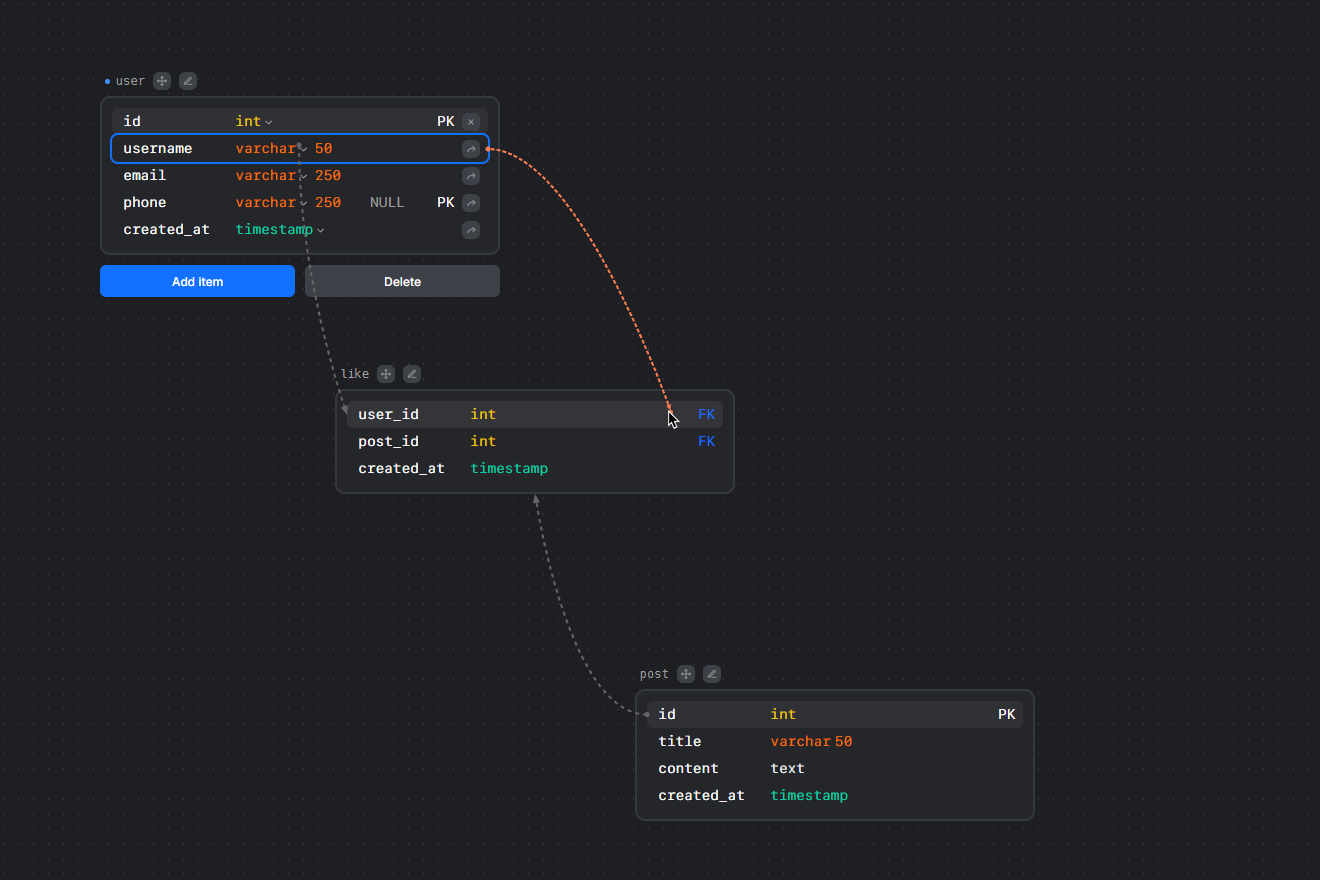 user
id int PK
username varchar 50
email varchar 250
phone varchar 250 NULL PK
created_at timestamp
Add item Delete
like
user_id int FK
post_id int FK
created_at timestamp
post
id int PK
title varchar 50
content text
created_at timestamp